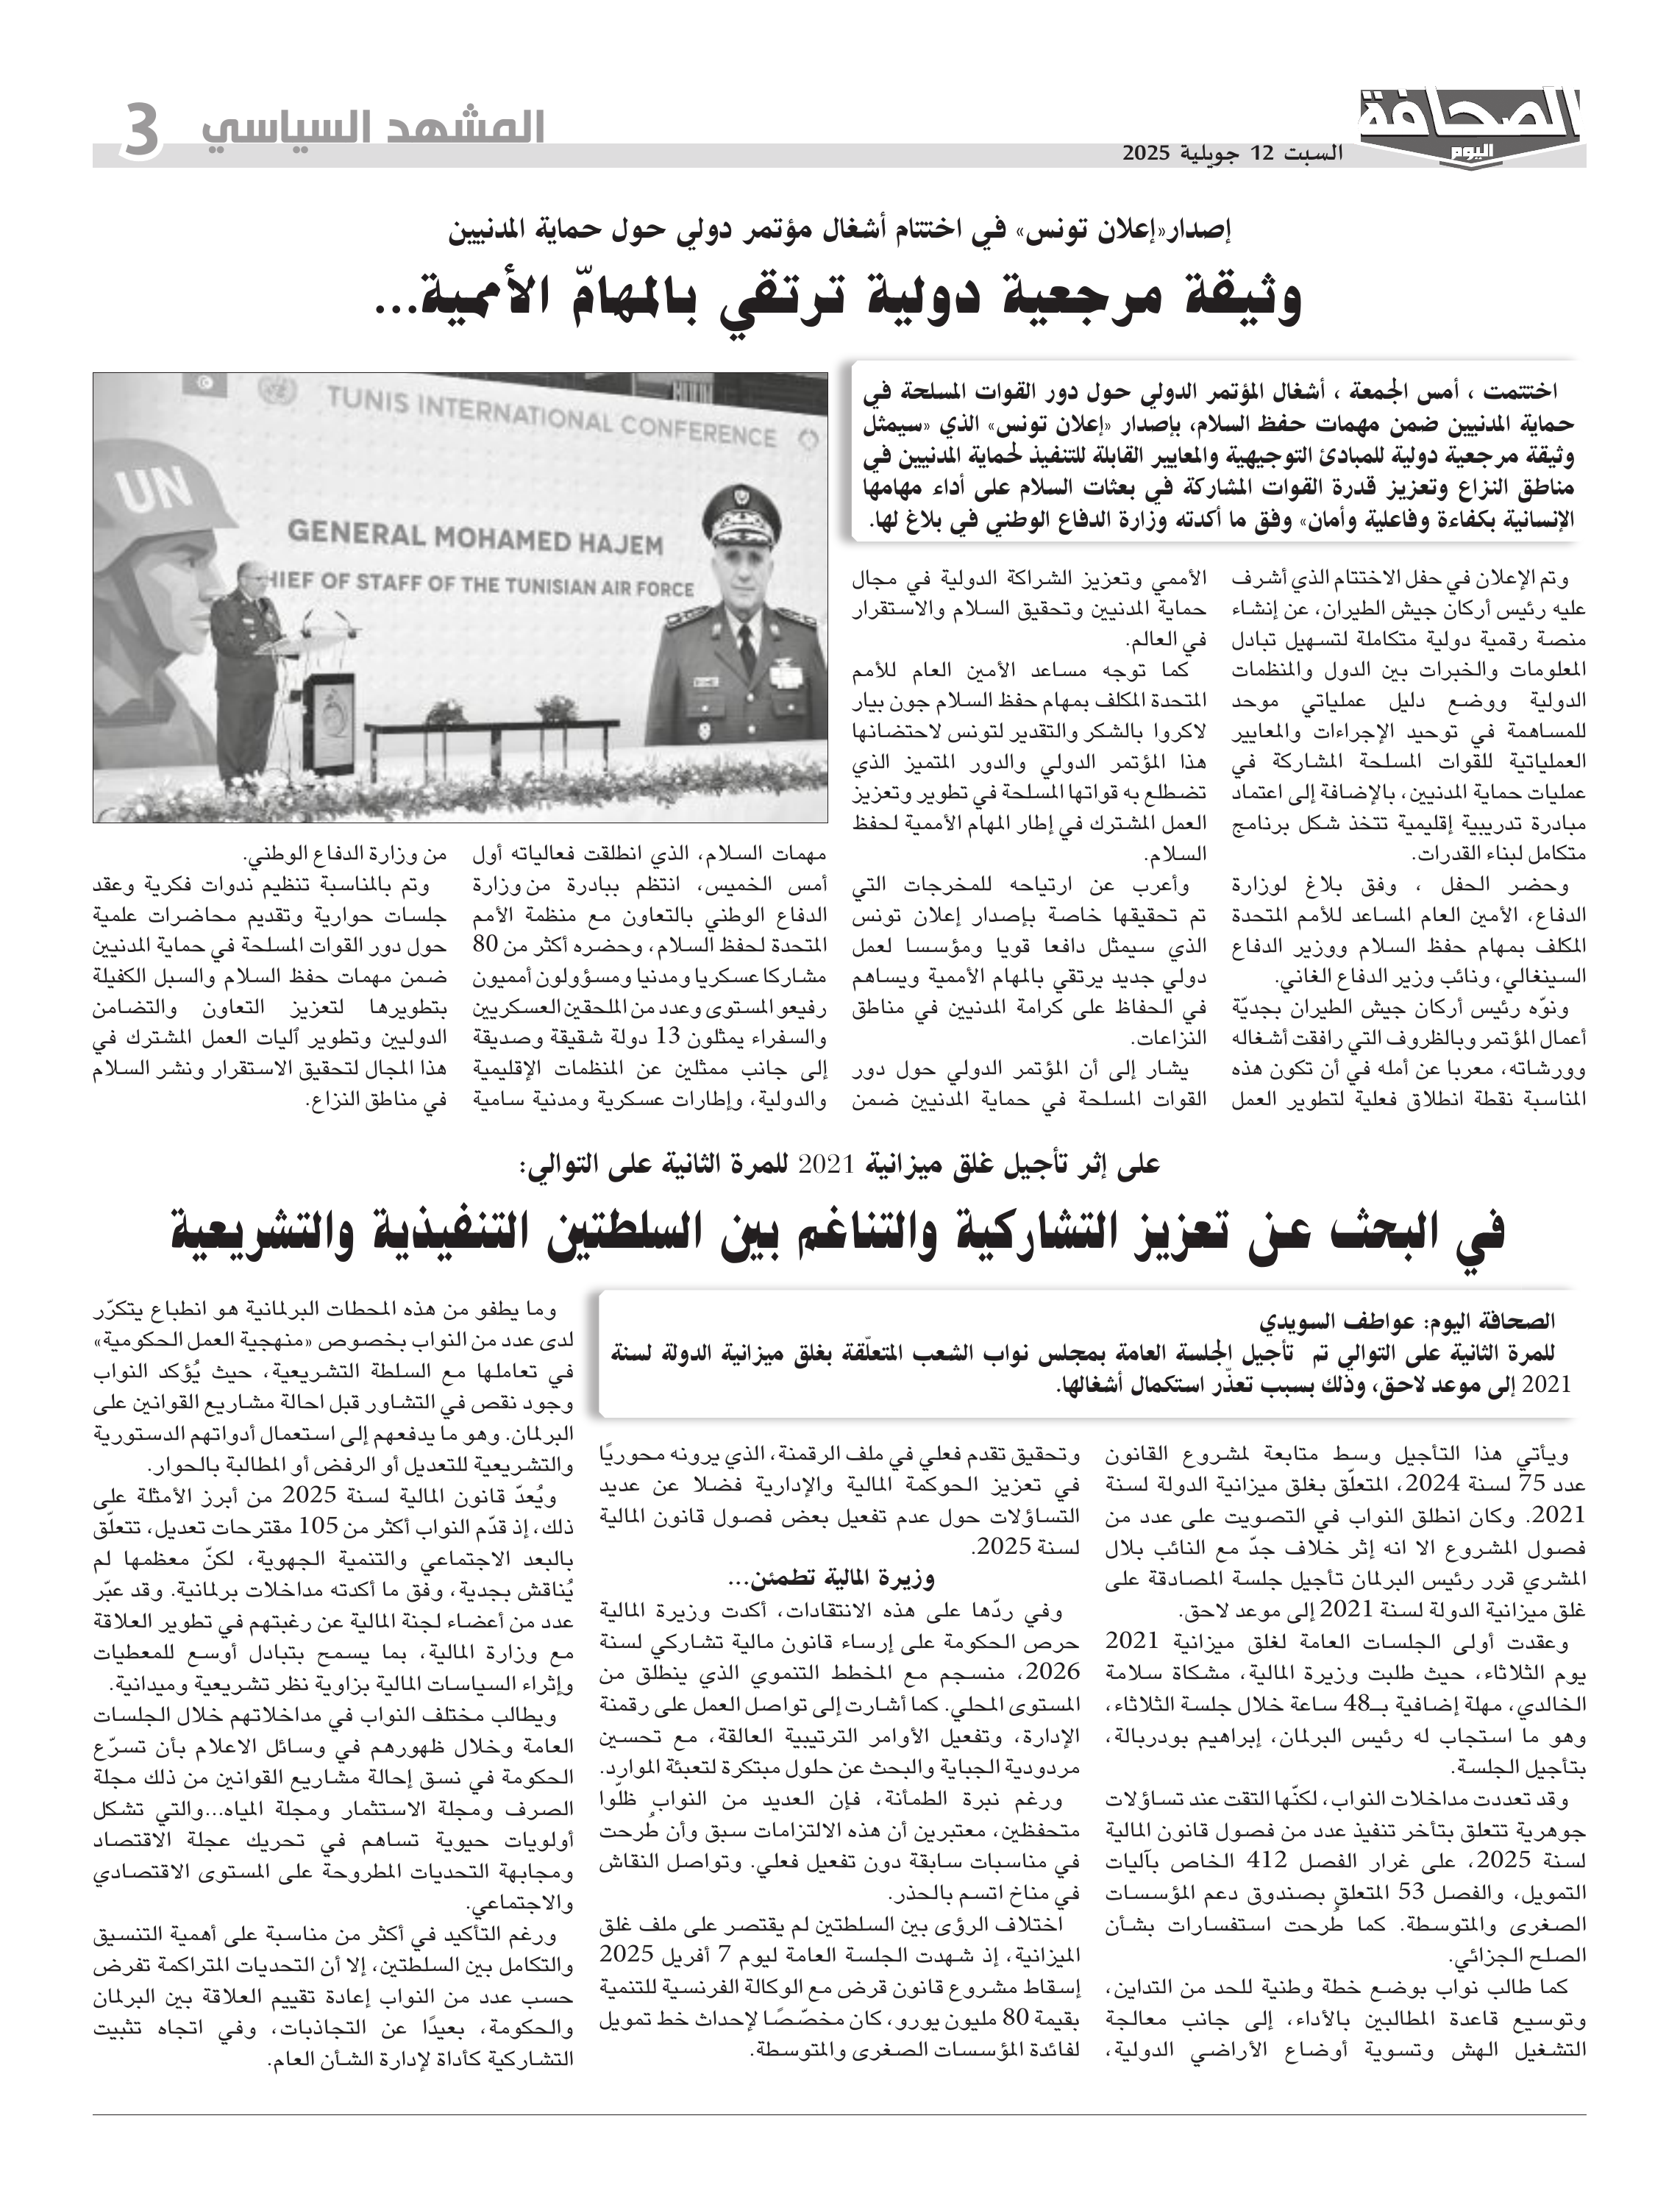 الصحافة
اليوم
السبت 12 جويلية 2025
المشهد السياسي
3
إصدار«إعلان تونس» في اختتام أشغال مؤتمر دولي حول حماية المدنيين
وثيقة مرجعية دولية ترتقي بالمهامّ الأممية...
اختتمت ، أمس الجمعة ، أشغال المؤتمر الدولي حول دور القوات المسلحة في
حماية المدنيين ضمن مهمات حفظ السلام، بإصدار «إعلان تونس» الذي «سيمثل
وثيقة مرجعية دولية للمبادئ التوجيهية والمعايير القابلة للتنفيذ لحماية المدنيين في
مناطق النزاع وتعزيز قدرة القوات المشاركة في بعثات السلام على أداء مهامها
الإنسانية بكفاءة وفاعلية وأمان» وفق ما أكدته وزارة الدفاع الوطني في بلاغ لها.
TUNIS INTERNATIONAL CONFERENCE
UN
GENERAL MOHAMED HAJEM
HIEF OF STAFF OF THE TUNISIAN AIR FORCE
وتم الإعلان في حفل الاختتام الذي أشرف
عليه رئيس أركان جيش الطيران، عن إنشاء
منصة رقمية دولية متكاملة لتسهيل تبادل
المعلومات والخبرات بين الدول والمنظمات
الدولية ووضع دليل عملياتي موحد
للمساهمة في توحيد الإجراءات والمعايير
العملياتية للقوات المسلحة المشاركة في
عمليات حماية المدنيين، بالإضافة إلى اعتماد
مبادرة تدريبية إقليمية تتخذ شكل برنامج
متكامل لبناء القدرات.
وحضر الحفل ، وفق بلاغ لوزارة
الدفاع، الأمين العام المساعد للأمم المتحدة
المكلف بمهام حفظ السلام ووزير الدفاع
السينغالي، ونائب وزير الدفاع الغاني.
ونوّه رئيس أركان جيش الطيران بجديّة
أعمال المؤتمر وبالظروف التي رافقت أشغاله
وورشاته، معربا عن أمله في أن تكون هذه
المناسبة نقطة انطلاق فعلية لتطوير العمل
الأممي وتعزيز الشراكة الدولية في مجال
حماية المدنيين وتحقيق السلام والاستقرار
في العالم.
كما توجه مساعد الأمين العام للأمم
المتحدة المكلف بمهام حفظ السلام جون بيار
لاكروا بالشكر والتقدير لتونس لاحتضانها
هذا المؤتمر الدولي والدور المتميز الذي
تضطلع به قواتها المسلحة في تطوير وتعزيز
العمل المشترك في إطار المهام الأممية لحفظ
السلام.
وأعرب عن ارتياحه للمخرجات التي
تم تحقيقها خاصة بإصدار إعلان تونس
الذي سيمثل دافعا قويا ومؤسسا لعمل
دولي جديد يرتقي بالمهام الأممية ويساهم
في الحفاظ على كرامة المدنيين في مناطق
النزاعات.
يشار إلى أن المؤتمر الدولي حول دور
القوات المسلحة في حماية المدنيين ضمن
مهمات السلام، الذي انطلقت فعالياته أول
أمس الخميس، انتظم ببادرة من وزارة
الدفاع الوطني بالتعاون مع منظمة الأمم
المتحدة لحفظ السلام، وحضره أكثر من 80
مشاركا عسكريا ومدنيا ومسؤولون أمميون
رفيعو المستوى وعدد من الملحقين العسكريين
والسفراء يمثلون 13 دولة شقيقة وصديقة
إلى جانب ممثلين عن المنظمات الإقليمية
والدولية، وإطارات عسكرية ومدنية سامية
من وزارة الدفاع الوطني.
وتم بالمناسبة تنظيم ندوات فكرية وعقد
جلسات حوارية وتقديم محاضرات علمية
حول دور القوات المسلحة في حماية المدنيين
ضمن مهمات حفظ السلام والسبل الكفيلة
بتطويرها لتعزيز التعاون والتضامن
الدوليين وتطوير آليات العمل المشترك في
هذا المجال لتحقيق الاستقرار ونشر السلام
في مناطق النزاع.
على إثر تأجيل غلق ميزانية 2021 للمرة الثانية على التوالي:
في البحث عن تعزيز التشاركية والتناغم بين السلطتين التنفيذية والتشريعية
الصحافة اليوم: عواطف السويدي
للمرة الثانية على التوالي تم تأجيل الجلسة العامة بمجلس نواب الشعب المتعلّقة بغلق ميزانية الدولة لسنة
2021 إلى موعد لاحق، وذلك بسبب تعذّر استكمال أشغالها.
ويأتي هذا التأجيل وسط متابعة لمشروع القانون
عدد 75 لسنة 2024، المتعلّق بغلق ميزانية الدولة لسنة
2021. وكان انطلق النواب في التصويت على عدد من
فصول المشروع الا انه إثر خلاف جدّ مع النائب بلال
المشري قرر رئيس البرلمان تأجيل جلسة المصادقة على
غلق ميزانية الدولة لسنة 2021 إلى موعد لاحق.
وعقدت أولى الجلسات العامة لغلق ميزانية 2021
يوم الثلاثاء، حيث طلبت وزيرة المالية، مشكاة سلامة
الخالدي، مهلة إضافية بـ48 ساعة خلال جلسة الثلاثاء،
وهو ما استجاب له رئيس البرلمان، إبراهيم بودربالة،
بتأجيل الجلسة.
وقد تعددت مداخلات النواب، لكنّها التقت عند تساؤلات
جوهرية تتعلق بتأخر تنفيذ عدد من فصول قانون المالية
لسنة 2025، على غرار الفصل 412 الخاص بآليات
التمويل، والفصل 53 المتعلق بصندوق دعم المؤسسات
الصغرى والمتوسطة. كما طُرحت استفسارات بشأن
الصلح الجزائي.
كما طالب نواب بوضع خطة وطنية للحد من التداين،
وتوسيع قاعدة المطالبين بالأداء، إلى جانب معالجة
التشغيل الهش وتسوية أوضاع الأراضي الدولية،
وتحقيق تقدم فعلي في ملف الرقمنة، الذي يرونه محوريًا
في تعزيز الحوكمة المالية والإدارية فضلا عن عديد
التساؤلات حول عدم تفعيل بعض فصول قانون المالية
لسنة 2025.
وزيرة المالية تطمئن...
وفي ردّها على هذه الانتقادات، أكدت وزيرة المالية
حرص الحكومة على إرساء قانون مالية تشاركي لسنة
2026، منسجم مع المخطط التنموي الذي ينطلق من
المستوى المحلي. كما أشارت إلى تواصل العمل على رقمنة
الإدارة، وتفعيل الأوامر الترتيبية العالقة، مع تحسين
مردودية الجباية والبحث عن حلول مبتكرة لتعبئة الموارد.
ورغم نبرة الطمأنة، فإن العديد من النواب ظلّوا
متحفظين، معتبرين أن هذه الالتزامات سبق وأن طُرحت
في مناسبات سابقة دون تفعيل فعلي. وتواصل النقاش
في مناخ اتسم بالحذر.
اختلاف الرؤى بين السلطتين لم يقتصر على ملف غلق
الميزانية، إذ شهدت الجلسة العامة ليوم 7 أفريل 2025
إسقاط مشروع قانون قرض مع الوكالة الفرنسية للتنمية
بقيمة 80 مليون يورو، كان مخصّصًا لإحداث خط تمويل
لفائدة المؤسسات الصغرى والمتوسطة.
وما يطفو من هذه المحطات البرلمانية هو انطباع يتكرّر
لدى عدد من النواب بخصوص «منهجية العمل الحكومية»
في تعاملها مع السلطة التشريعية، حيث يُؤكد النواب
وجود نقص في التشاور قبل احالة مشاريع القوانين على
البرلمان. وهو ما يدفعهم إلى استعمال أدواتهم الدستورية
والتشريعية للتعديل أو الرفض أو المطالبة بالحوار.
ويُعدّ قانون المالية لسنة 2025 من أبرز الأمثلة على
ذلك، إذ قدّم النواب أكثر من 105 مقترحات تعديل، تتعلّق
بالبعد الاجتماعي والتنمية الجهوية، لكنّ معظمها لم
يُناقش بجدية، وفق ما أكدته مداخلات برلمانية. وقد عبّر
عدد من أعضاء لجنة المالية عن رغبتهم في تطوير العلاقة
مع وزارة المالية، بما يسمح بتبادل أوسع للمعطيات
وإثراء السياسات المالية بزاوية نظر تشريعية وميدانية.
ويطالب مختلف النواب في مداخلاتهم خلال الجلسات
العامة وخلال ظهورهم في وسائل الاعلام بأن تسرّع
الحكومة في نسق إحالة مشاريع القوانين من ذلك مجلة
الصرف ومجلة الاستثمار ومجلة المياه...والتي تشكل
أولويات حيوية تساهم في تحريك عجلة الاقتصاد
ومجابهة التحديات المطروحة على المستوى الاقتصادي
والاجتماعي.
ورغم التأكيد في أكثر من مناسبة على أهمية التنسيق
والتكامل بين السلطتين، إلا أن التحديات المتراكمة تفرض
حسب عدد من النواب إعادة تقييم العلاقة بين البرلمان
والحكومة، بعيدًا عن التجاذبات، وفي اتجاه تثبيت
التشاركية كأداة لإدارة الشأن العام.